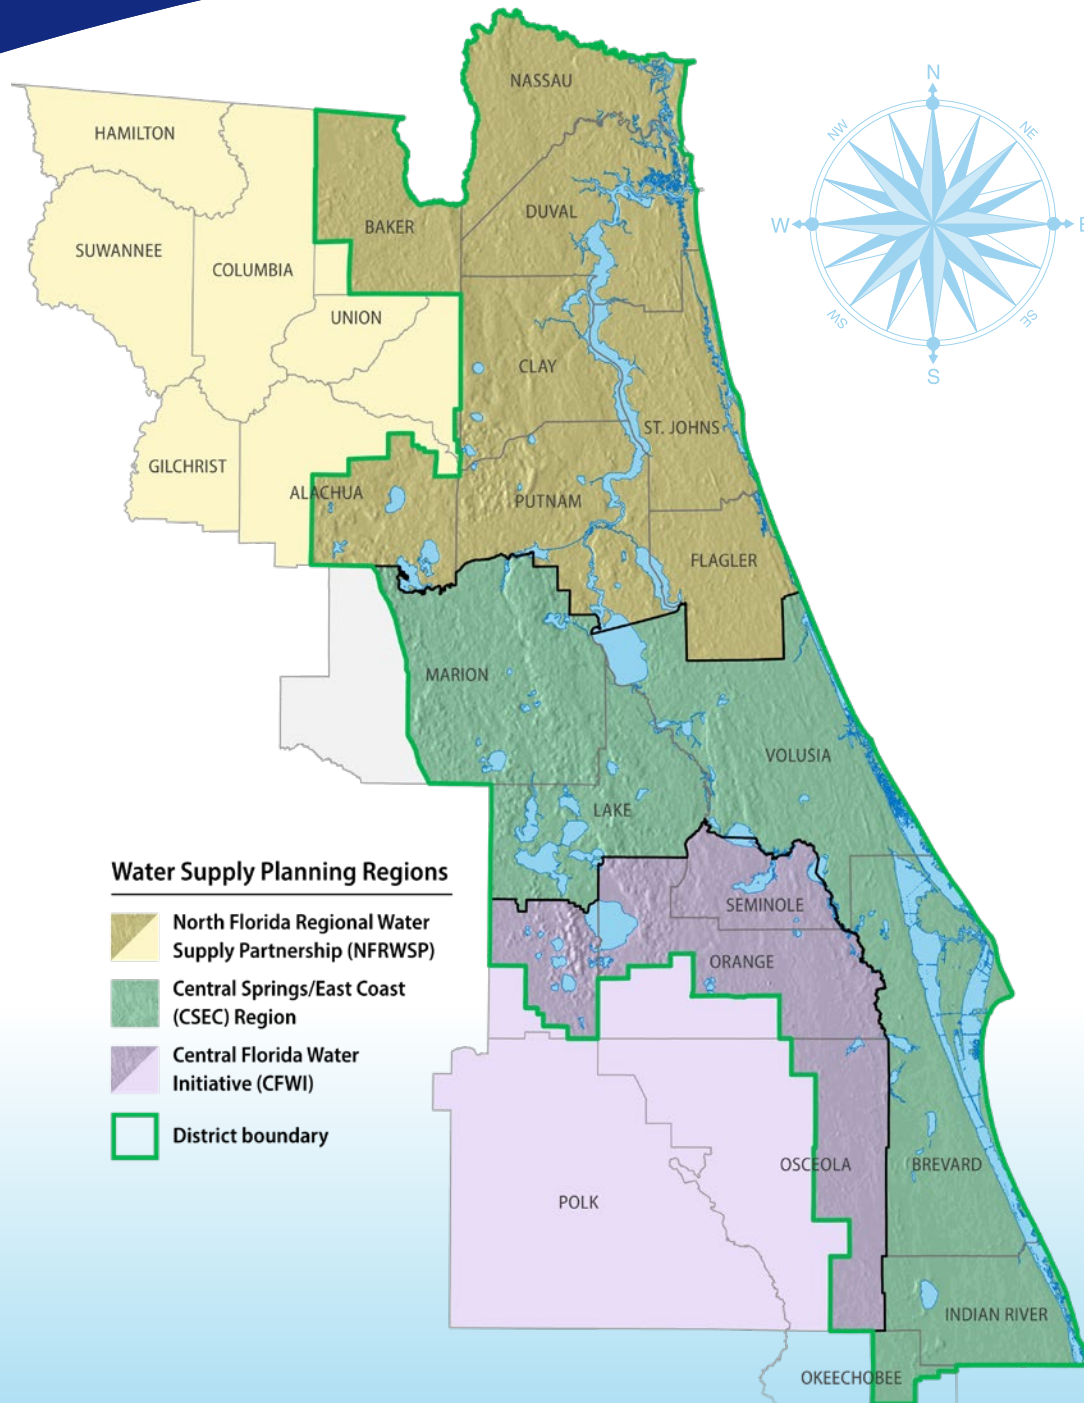 NASSAU
N
NW
NE
HAMILTON
DUVAL
BAKER
W
E
SUWANNEE
COLUMBIA
UNION
SW
SE
CLAY
S
ST. JOHNS
GILCHRIST
ALACHUA
PUTNAM
FLAGLER
MARION
VOLUSIA
LAKE
SEMINOLE
ORANGE
OSCEOLA
BREVARD
POLK
INDIAN RIVER
OKEECHOBEE
Water Supply Planning Regions
North Florida Regional Water
Supply Partnership (NFRWSP)
Central Springs/East Coast
(CSEC) Region
Central Florida Water
Initiative (CFWI)
District boundary